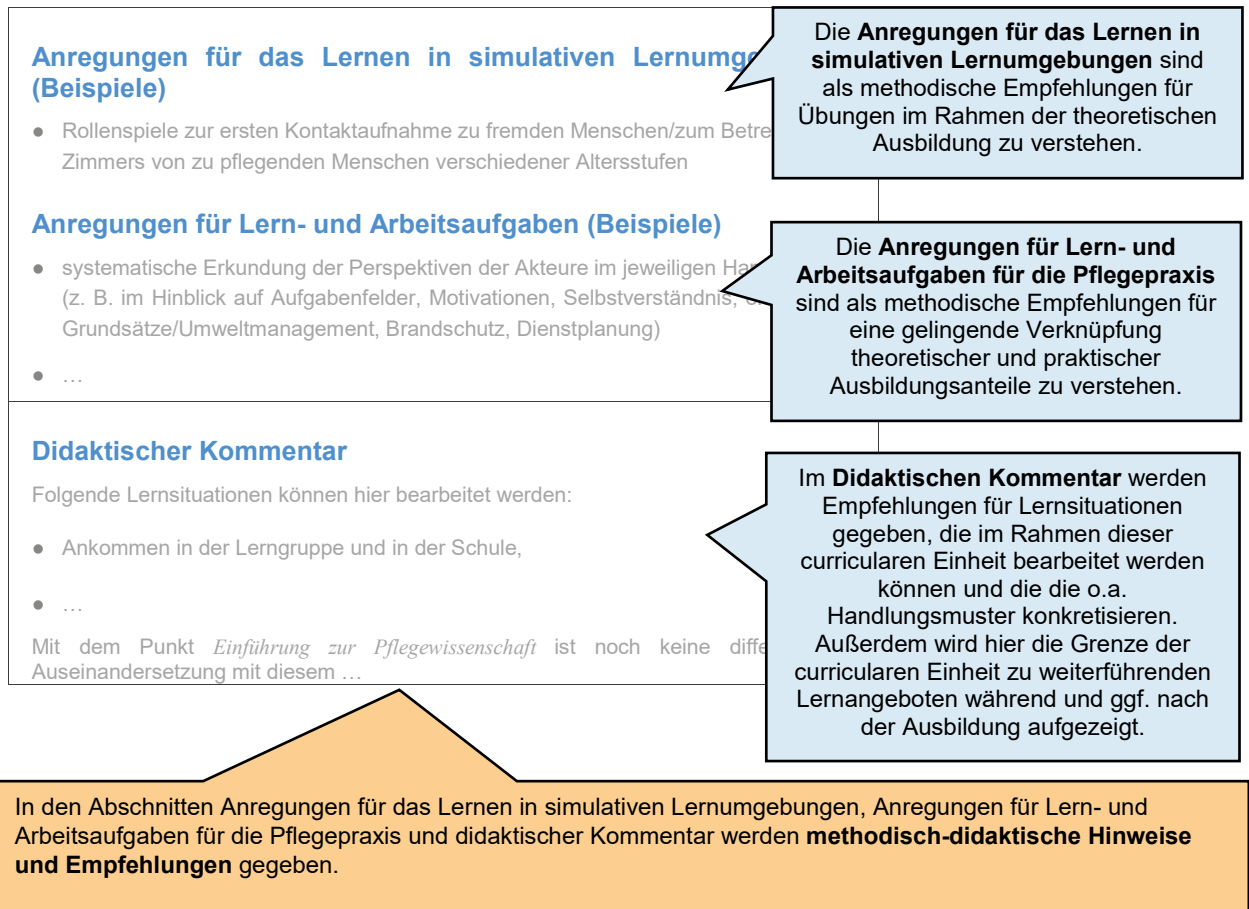 Anregungen für das Lernen in simulativen
(Beispiele)
● Rollenspiele zur ersten Kontaktaufnahme zu fremden Menschen/zum
Zimmers von zu pflegenden Menschen verschiedener Altersstufen
Die Anregungen für das Lernen in
simulativen Lernumgebungen sind
als methodische Empfehlungen für
Übungen im Rahmen der theoretischen
Ausbildung zu verstehen.
Anregungen für Lern- und Arbeitsaufgaben (Beispiele)
● systematische Erkundung der Perspektiven der Akteure im jeweiligen
(z. B. im Hinblick auf Aufgabenfelder, Motivationen, Selbstverständnis,
Grundsätze/Umweltmanagement, Brandschutz, Dienstplanung)
● …
Die Anregungen für Lern- und
Arbeitsaufgaben für die Pflegepraxis
sind als methodische Empfehlungen für
eine gelingende Verknüpfung
theoretischer und praktischer
Ausbildungsanteile zu verstehen.
Didaktischer Kommentar
Folgende Lernsituationen können hier bearbeitet werden:
● Ankommen in der Lerngruppe und in der Schule,
● …
Mit dem Punkt Einführung zur Pflegewissenschaft ist noch keine
Auseinandersetzung mit diesem …
Im Didaktischen Kommentar werden
Empfehlungen für Lernsituationen
gegeben, die im Rahmen dieser
curricularen Einheit bearbeitet werden
können und die die o.a.
Handlungsmuster konkretisieren.
Außerdem wird hier die Grenze der
curricularen Einheit zu weiterführenden
Lernangeboten während und ggf. nach
der Ausbildung aufgezeigt.
In den Abschnitten Anregungen für das Lernen in simulativen Lernumgebungen, Anregungen für Lern- und
Arbeitsaufgaben für die Pflegepraxis und didaktischer Kommentar werden methodisch-didaktische Hinweise
und Empfehlungen gegeben.